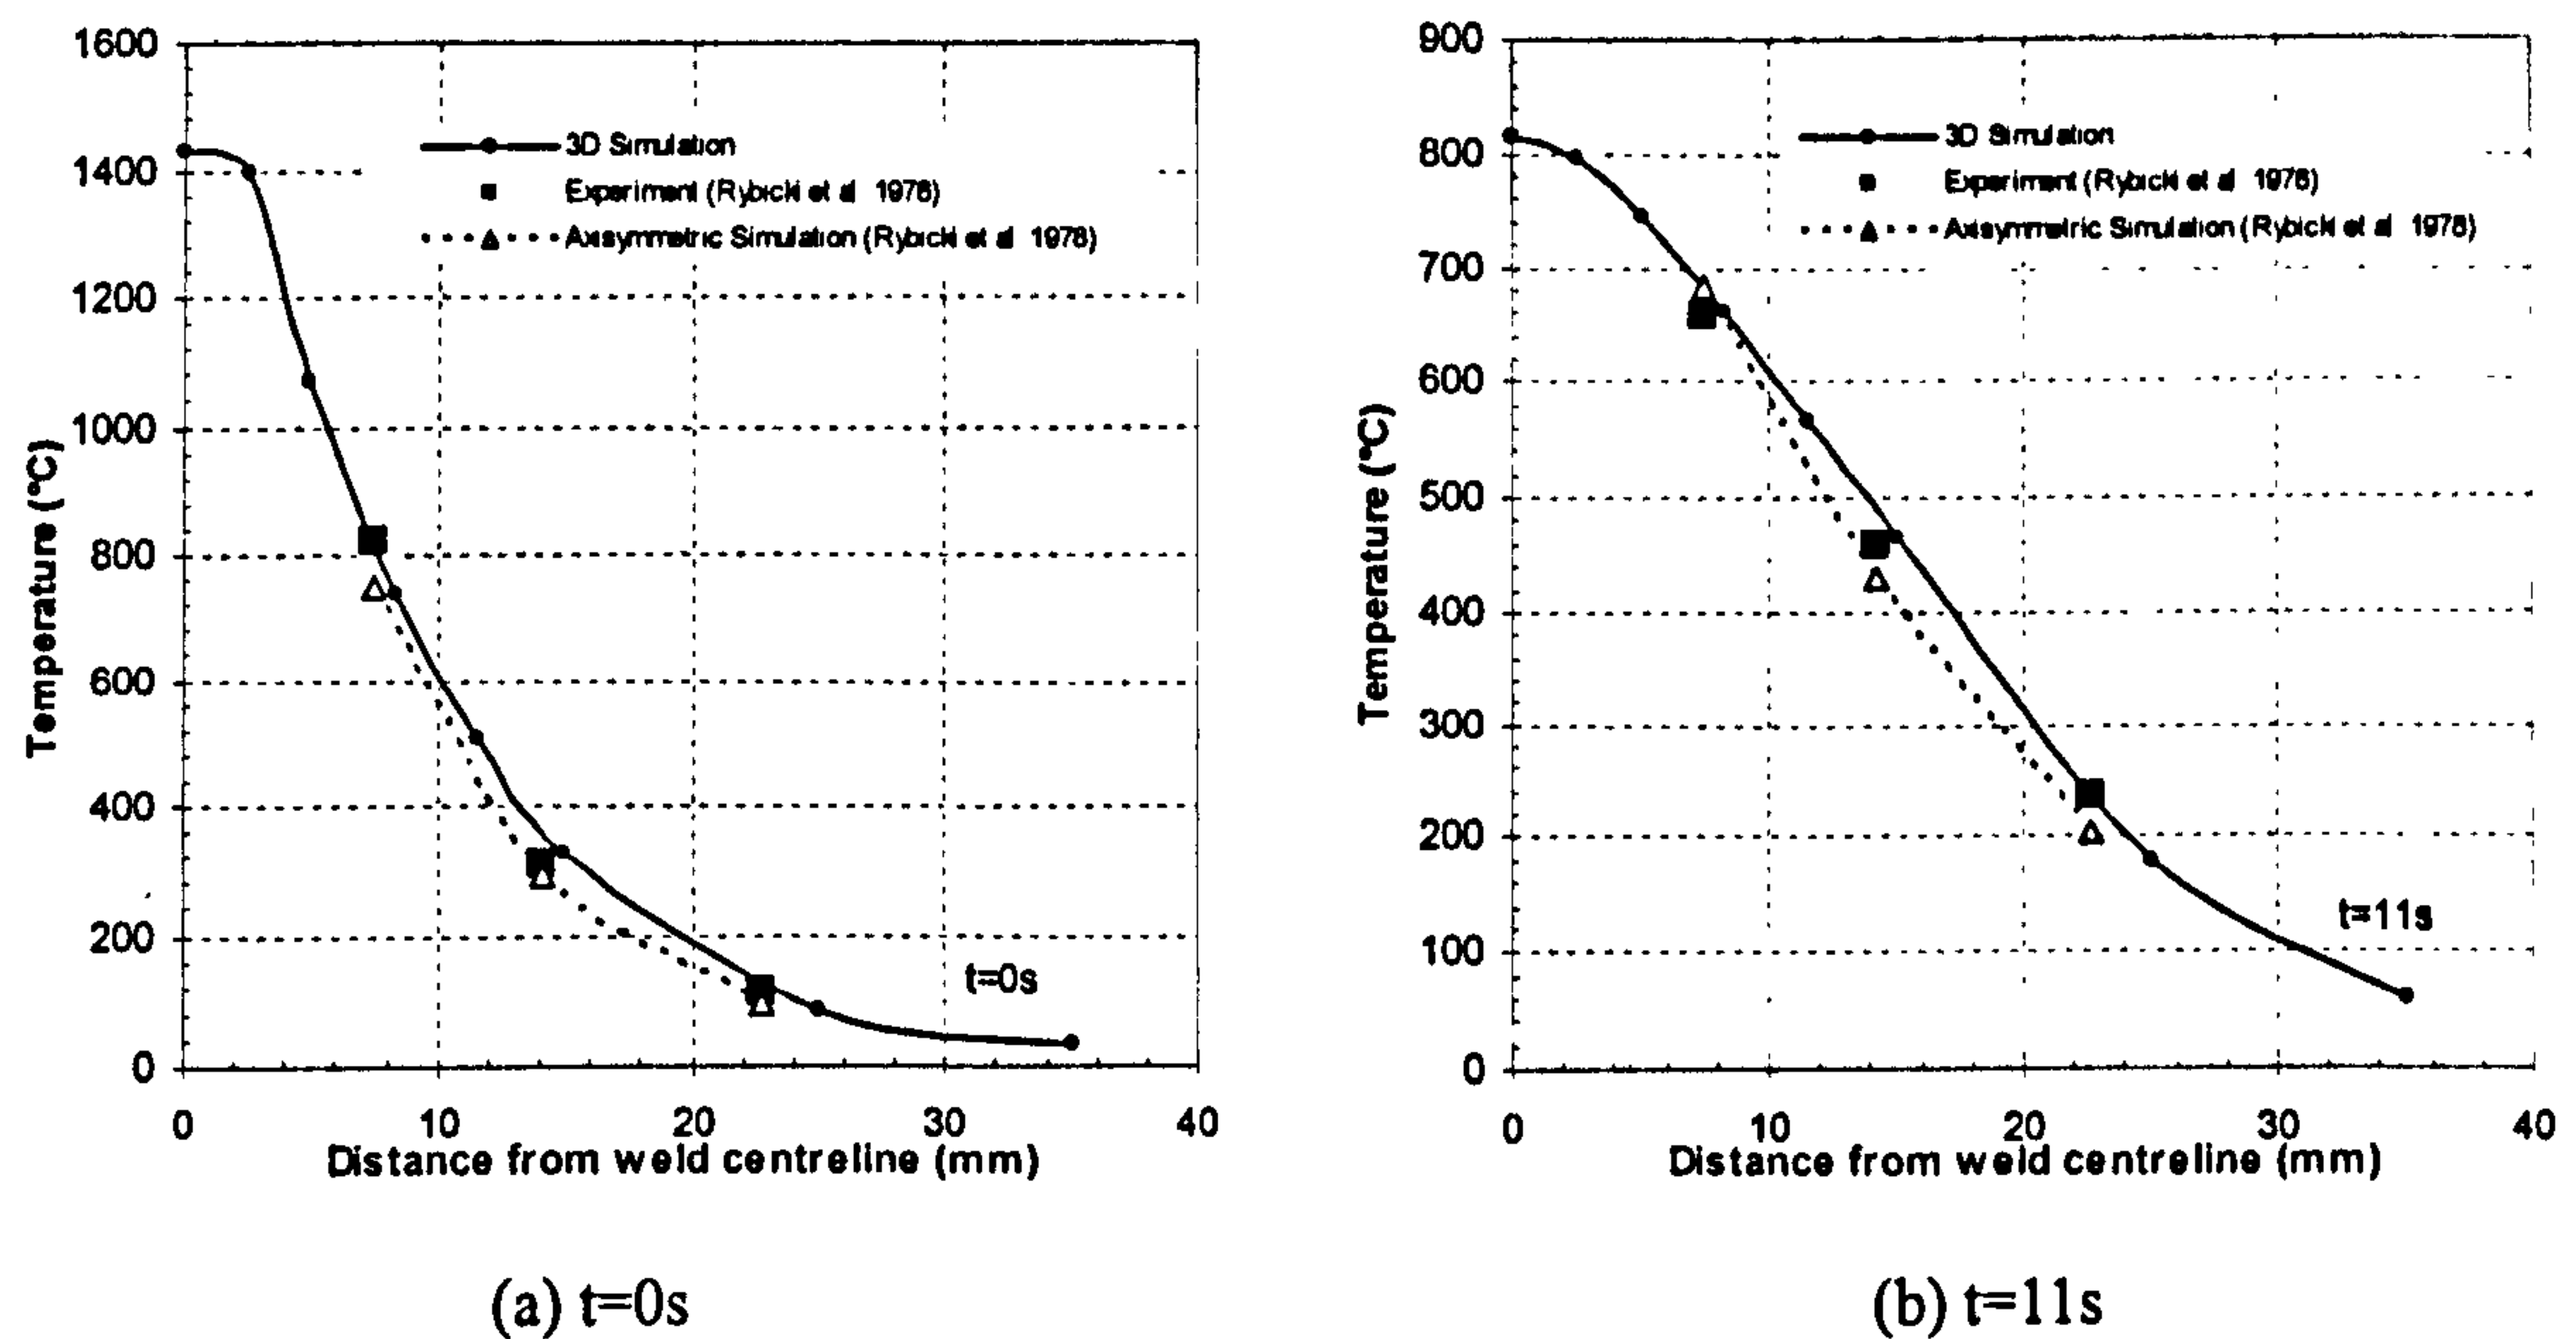 1600
1400
1200
1000
800
600
400
200
0
0 10 20 30 40
Temperature (°C)
Distance from weld centreline (mm)
3D Simulation
Experiment (Rybicki et al 1978)
Axisymmetric Simulation (Rybicki et al 1978)
t=0s
(a) t=0s
900
800
700
600
500
400
300
200
100
0
0 10 20 30 40
Temperature (°C)
Distance from weld centreline (mm)
3D Simulation
Experiment (Rybicki et al 1978)
Axisymmetric Simulation (Rybicki et al 1978)
t=11s
(b) t=11s